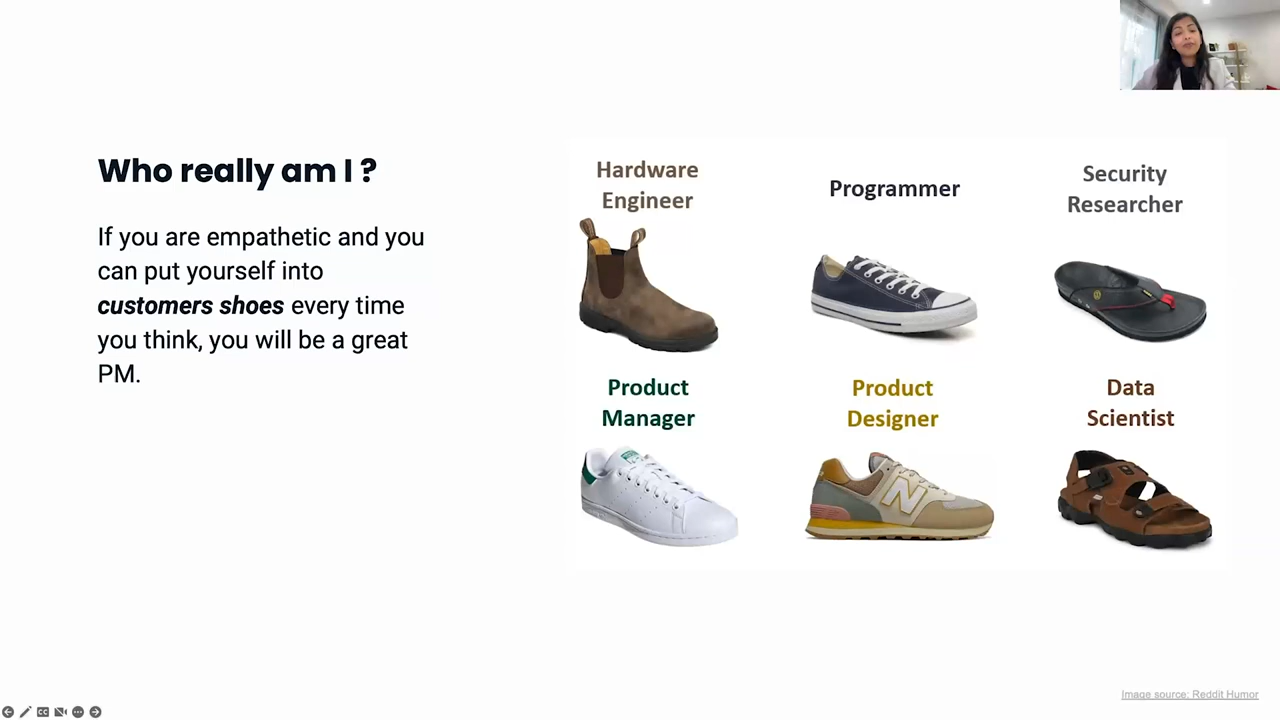 Who really am I ?
If you are empathetic and you
can put yourself into
customers shoes every time
you think, you will be a great
PM.
Hardware
Engineer
Programmer
Security
Researcher
Product
Manager
Product
Designer
Data
Scientist
N
Image source: Reddit Humor